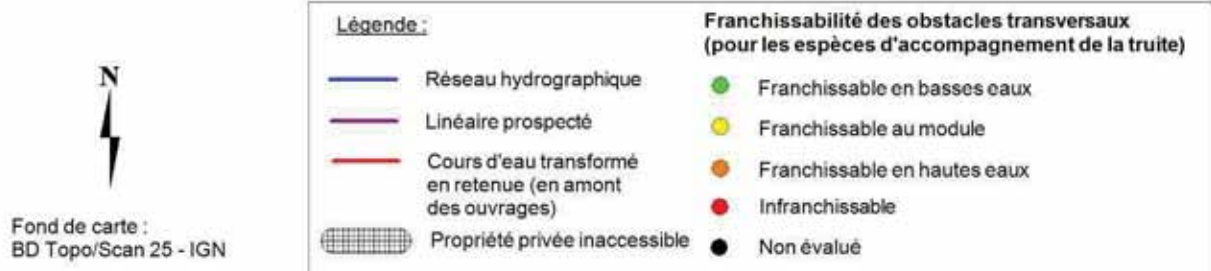 N
Fond de carte :
BD Topo/Scan 25 - IGN
Légende :
Réseau hydrographique
Linéaire prospecté
Cours d'eau transformé
en retenue (en amont
des ouvrages)
Propriété privée inaccessible
Franchissabilité des obstacles transversaux
(pour les espèces d'accompagnement de la truite)
Franchissable en basses eaux
Franchissable au module
Franchissable en hautes eaux
Infranchissable
Non évalué